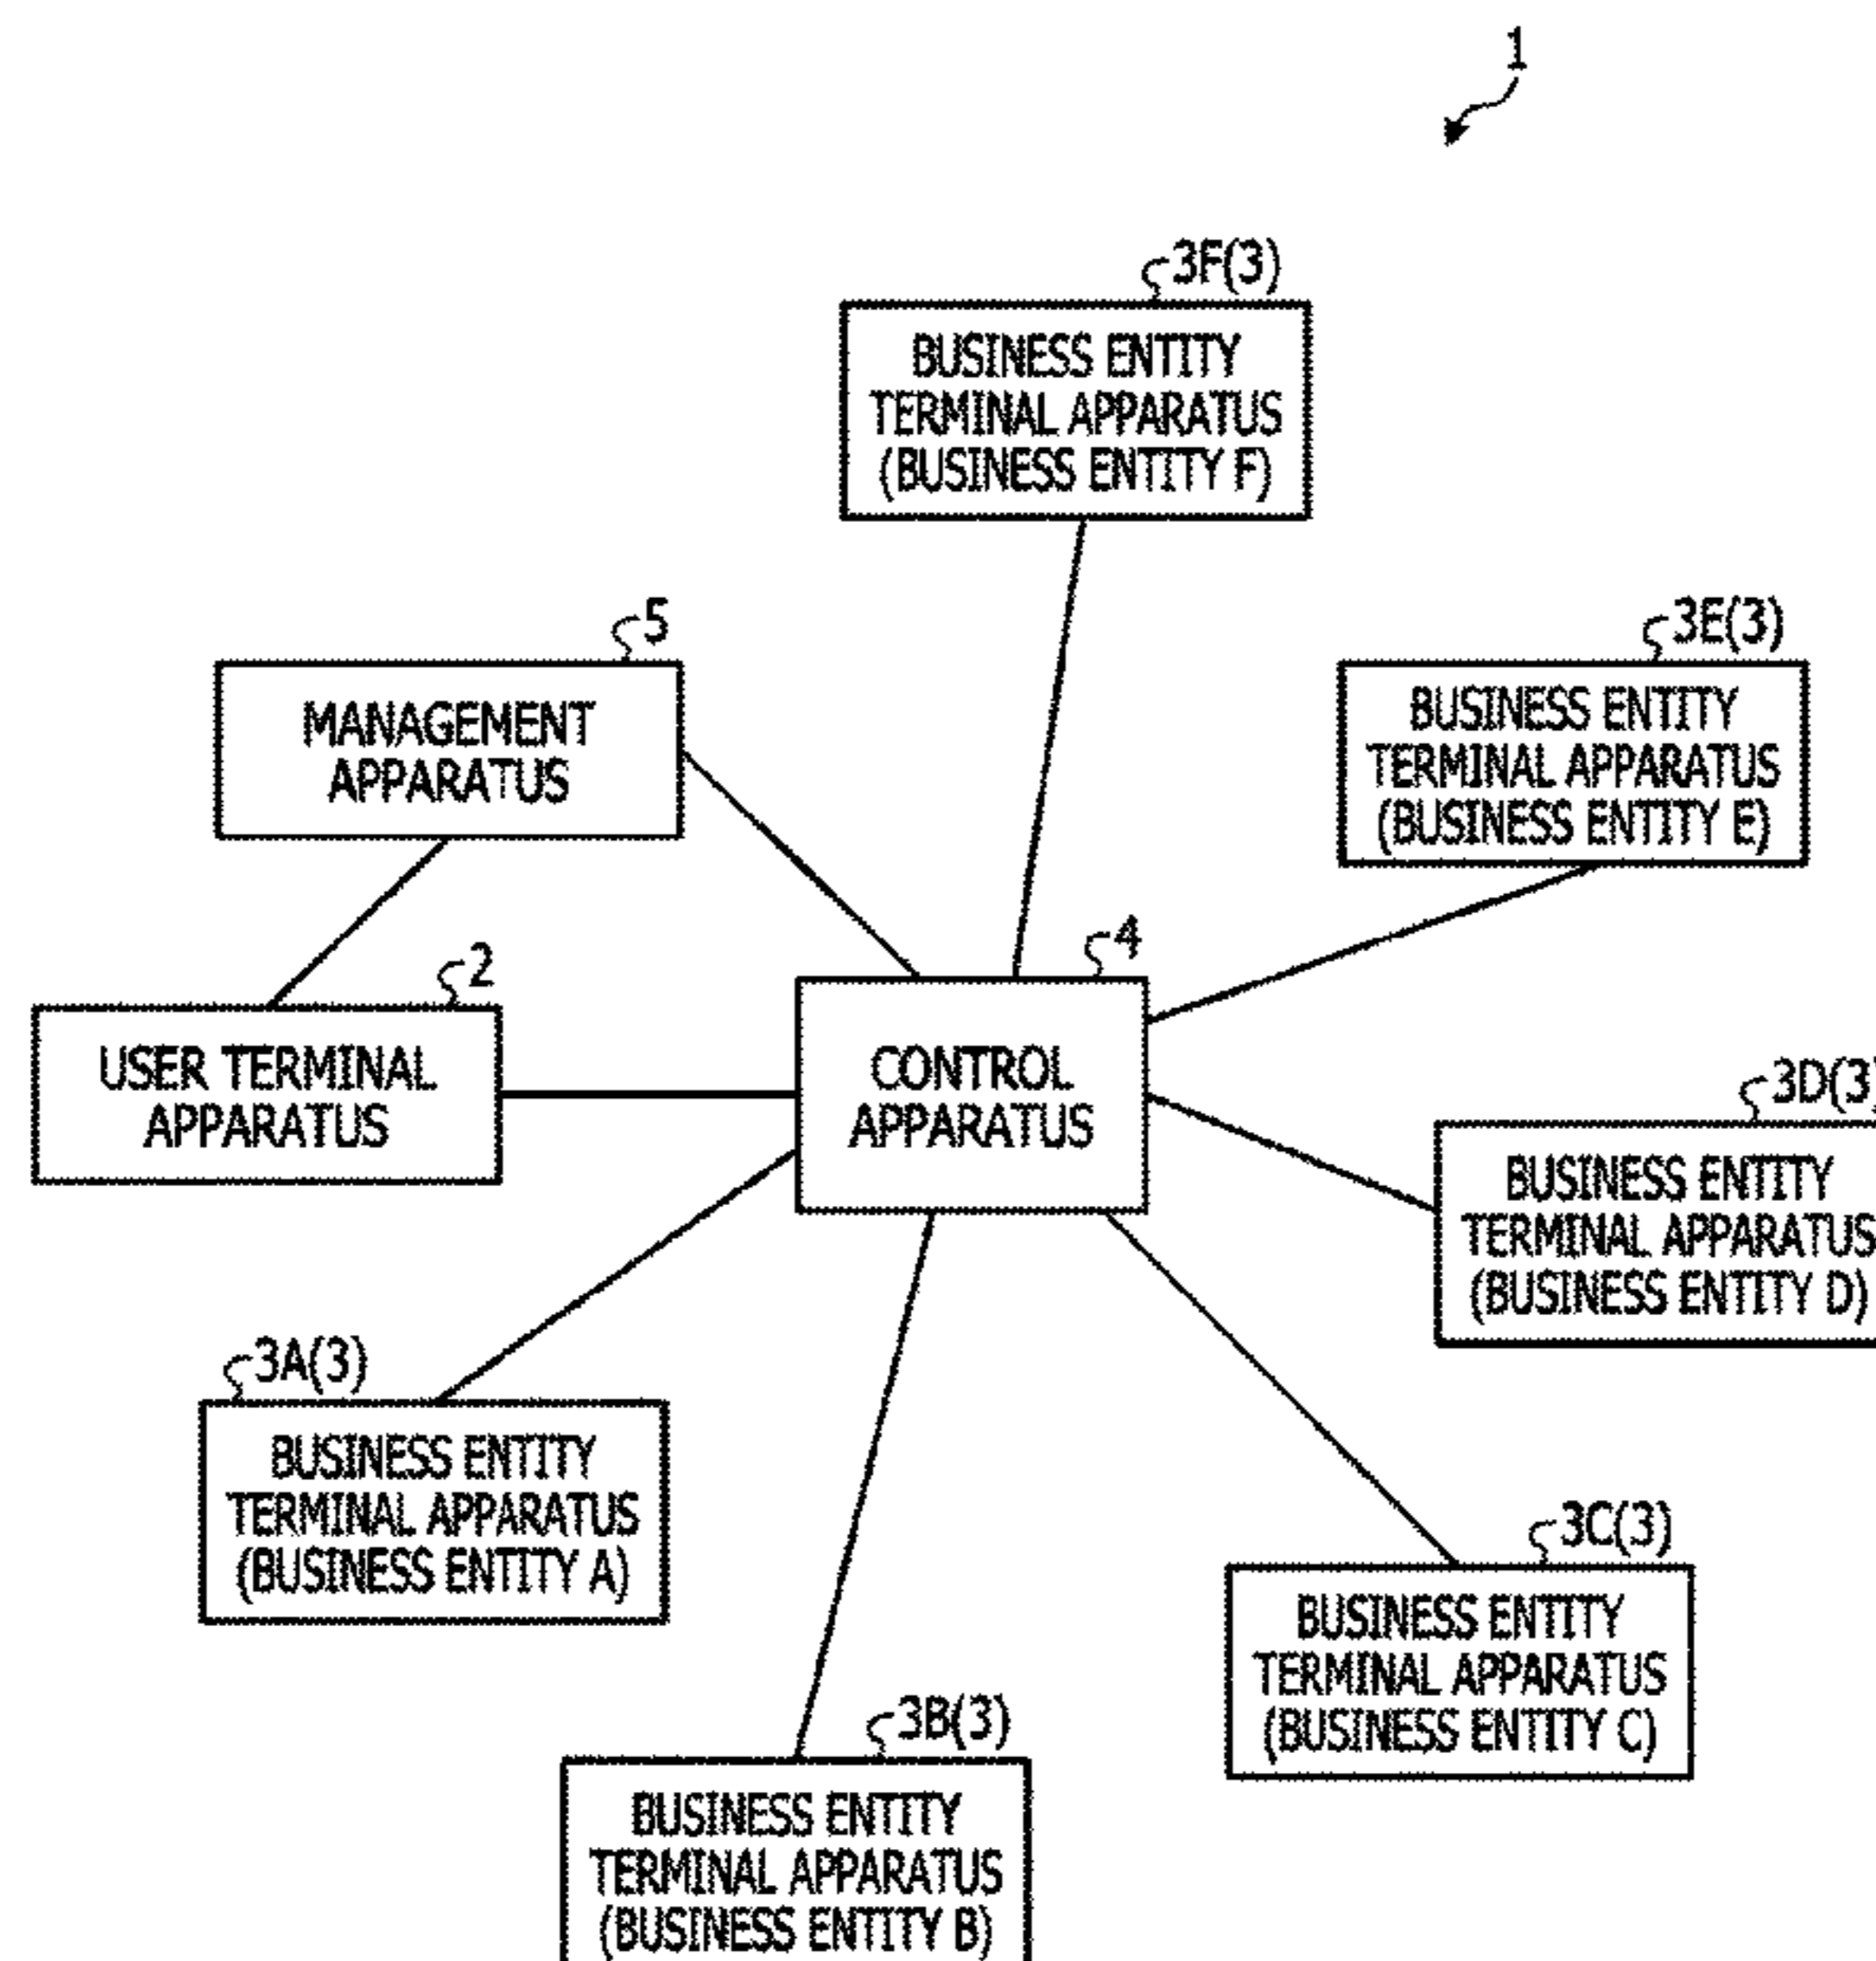 1
3F(3)
BUSINESS ENTITY
TERMINAL APPARATUS
(BUSINESS ENTITY F)
5
MANAGEMENT
APPARATUS
3E(3)
BUSINESS ENTITY
TERMINAL APPARATUS
(BUSINESS ENTITY E)
2
USER TERMINAL
APPARATUS
4
CONTROL
APPARATUS
3D(3)
BUSINESS ENTITY
TERMINAL APPARATUS
(BUSINESS ENTITY D)
3A(3)
BUSINESS ENTITY
TERMINAL APPARATUS
(BUSINESS ENTITY A)
3C(3)
BUSINESS ENTITY
TERMINAL APPARATUS
(BUSINESS ENTITY C)
3B(3)
BUSINESS ENTITY
TERMINAL APPARATUS
(BUSINESS ENTITY B)